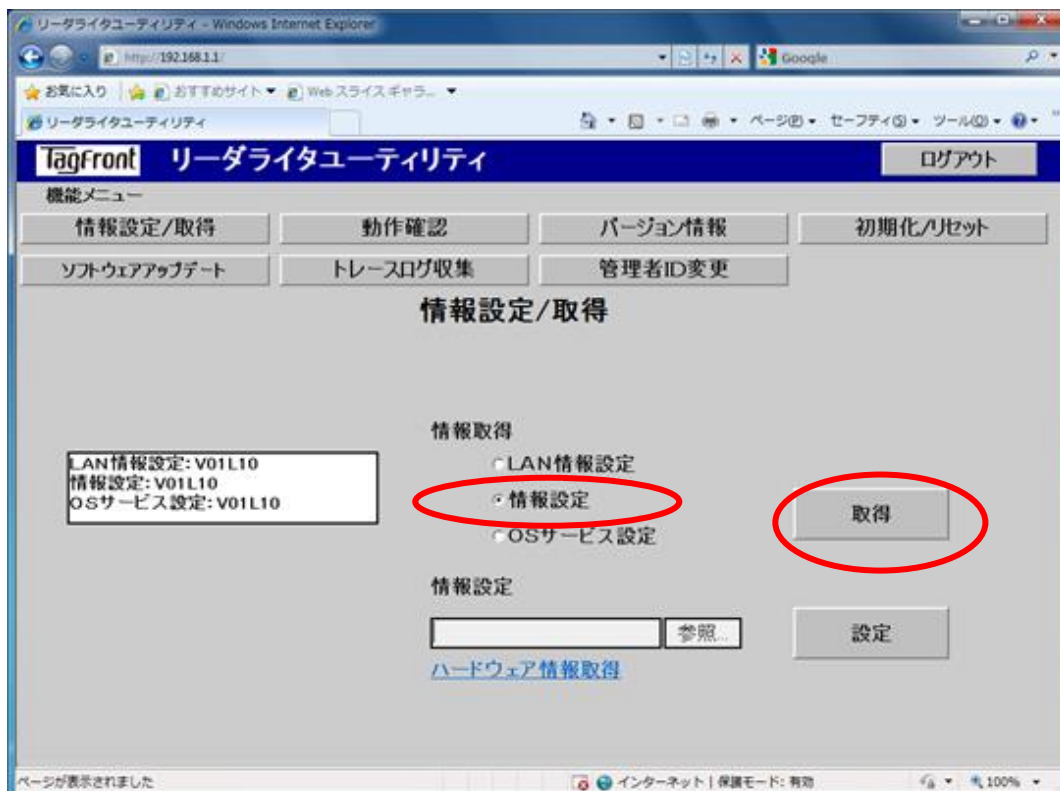 リーダライタユーティリティ - Windows Internet Explorer
http://192.168.1.1/
Google
お気に入り おすすめサイト Web スライス ギャラ...
リーダライタユーティリティ
ページ(P) セーフティ(S) ツール(O)
TagFront リーダライタユーティリティ ログアウト
機能メニュー
情報設定/取得 動作確認 バージョン情報 初期化/リセット
ソフトウェアアップデート トレースログ収集 管理者ID変更
情報設定/取得
情報取得
LAN情報設定: V01L10
情報設定: V01L10
OSサービス設定: V01L10
LAN情報設定
情報設定
OSサービス設定
取得
情報設定
参照...
設定
ハードウェア情報取得
ページが表示されました インターネット | 保護モード: 有効 100%